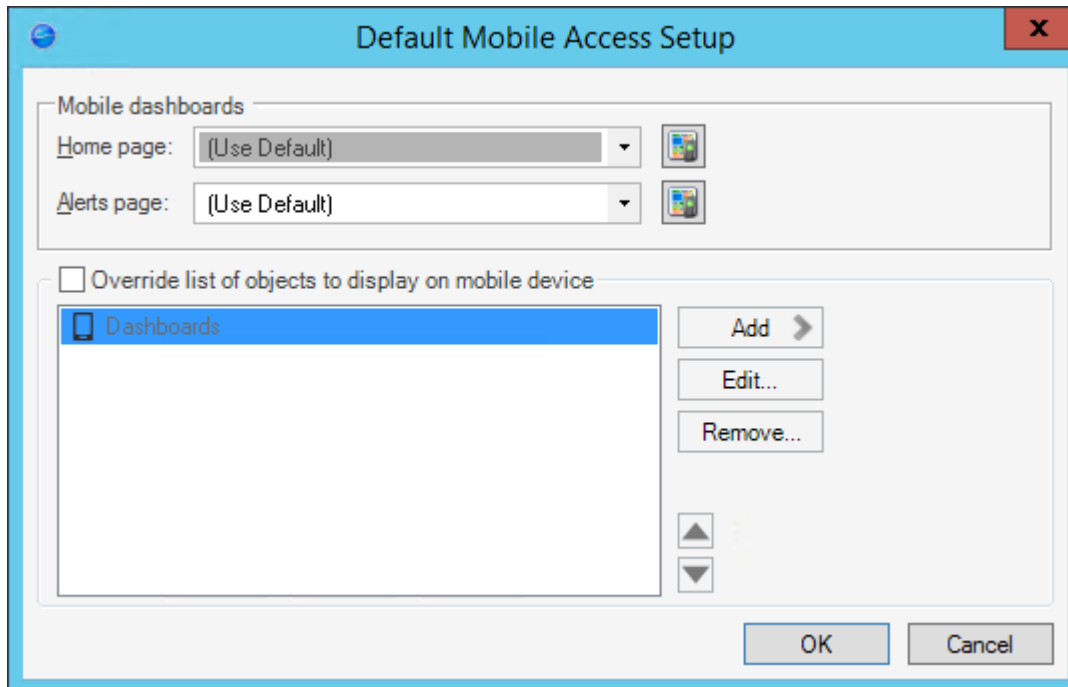 Default Mobile Access Setup
x
Mobile dashboards
Home page: (Use Default)
Alerts page: (Use Default)
Override list of objects to display on mobile device
Dashboards
Add
Edit...
Remove...
OK Cancel